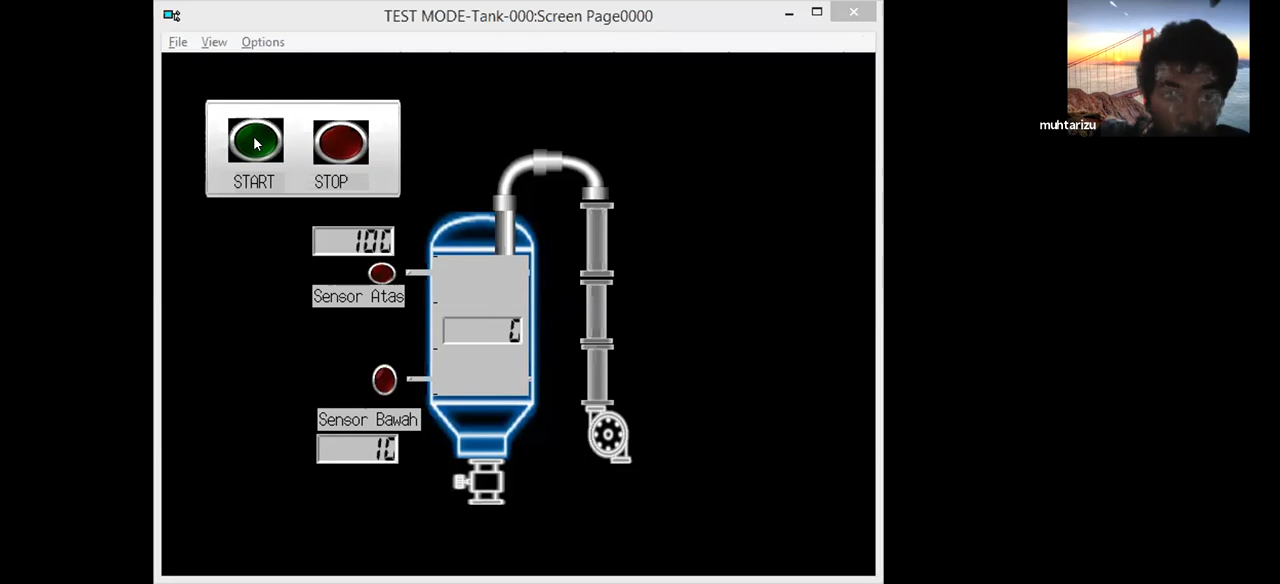 TEST MODE-Tank-000:Screen Page0000
File View Options
muhtarizu
START STOP
100
Sensor Atas
0
Sensor Bawah
10